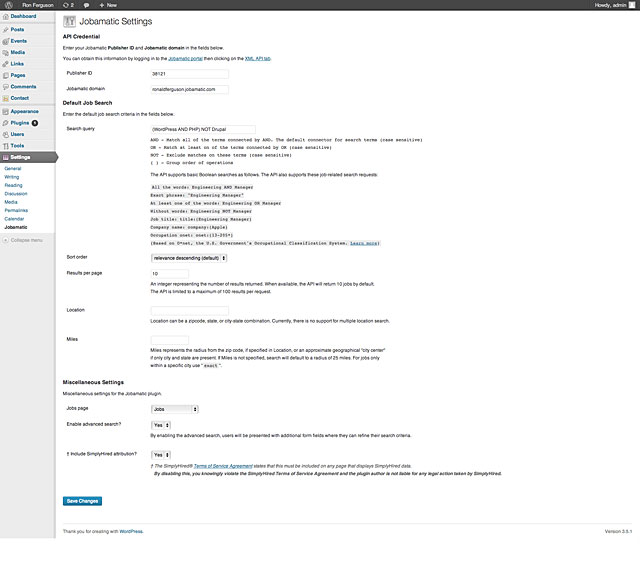 Ron Ferguson 2 + New Howdy, admin
Dashboard
Posts
Events
Media
Links
Pages
Comments
Contact
Appearance
Plugins
Users
Tools
Settings
General
Writing
Reading
Discussion
Media
Permalinks
Calendar
Jobamatic
Collapse menu
Jobamatic Settings
API Credential
Enter your Jobamatic Publisher ID and Jobamatic domain in the fields below.
You can obtain this information by logging in to the Jobamatic portal then clicking on the XML API tab.
Publisher ID 38121
Jobamatic domain ronaldferguson.jobamatic.com
Default Job Search
Enter the default job search criteria in the fields below.
Search query (WordPress AND PHP) NOT Drupal
AND - Match all of the terms connected by AND. The default connector for search terms (case sensitive)
OR - Match at least on of the terms connected by OR (case sensitive)
NOT - Exclude matches on these terms (case sensitive)
( ) - Group order of operations
The API supports basic Boolean searches as follows. The API also supports these job-related search requests:
All the words: Engineering AND Manager
Exact phrase: "Engineering Manager"
At least one of the words: Engineering OR Manager
Without words: Engineering NOT Manager
Job title: title:(Engineering Manager)
Company name: company:(Apple)
Occupation onet: onet:(13-205*)
(Based on O*net, the U.S. Government's Occupational Classification System. Learn more)
Sort order relevance descending (default)
Results per page 10
An integer representing the number of results returned. When available, the API will return 10 jobs by default.
The API is limited to a maximum of 100 results per request.
Location
Location can be a zipcode, state, or city-state combination. Currently, there is no support for multiple location search.
Miles
Miles represents the radius from the zip code, if specified in Location, or an approximate geographical "city center"
if only city and state are present. If Miles is not specified, search will default to a radius of 25 miles. For jobs only
within a specific city use "exact".
Miscellaneous Settings
Miscellaneous settings for the Jobamatic plugin.
Jobs page Jobs
Enable advanced search? Yes
By enabling the advanced search, users will be presented with additional form fields where they can refine their search criteria.
† Include SimplyHired attribution? Yes
† The SimplyHired® Terms of Service Agreement states that this must be included on any page that displays SimplyHired data.
By disabling this, you knowingly violate the SimplyHired Terms of Service Agreement and the plugin author is not liable for any legal action taken by SimplyHired.
Save Changes
Thank you for creating with WordPress. Version 3.5.1